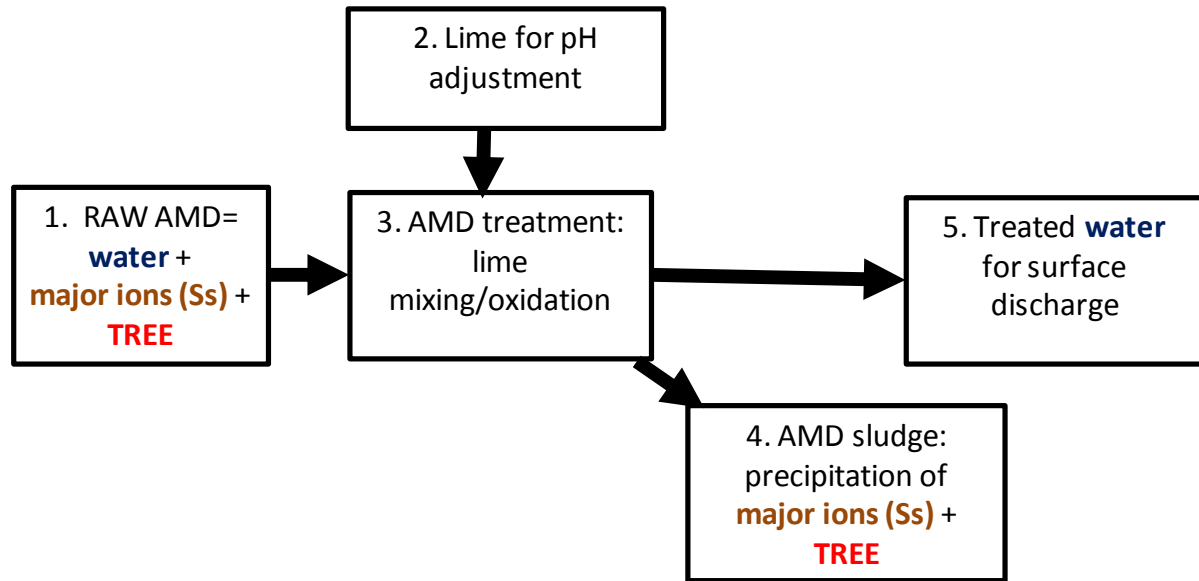 2. Lime for pH
adjustment
1. RAW AMD=
water +
major ions (Ss) +
TREE
3. AMD treatment:
lime
mixing/oxidation
5. Treated water
for surface
discharge
4. AMD sludge:
precipitation of
major ions (Ss) +
TREE